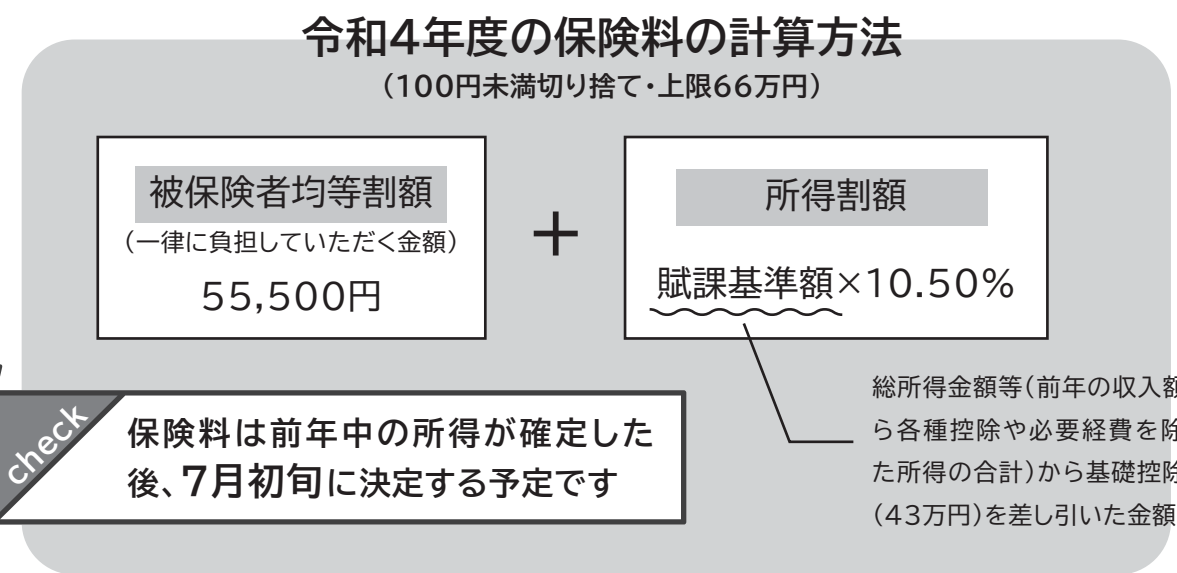 令和4年度の保険料の計算方法
(100円未満切り捨て・上限66万円)
被保険者均等割額
(一律に負担していただく金額)
55,500円
+
所得割額
賦課基準額×10.50%
check
保険料は前年中の所得が確定した
後、7月初旬に決定する予定です
総所得金額等(前年の収入額
ら各種控除や必要経費を除
た所得の合計)から基礎控除
(43万円)を差し引いた金額